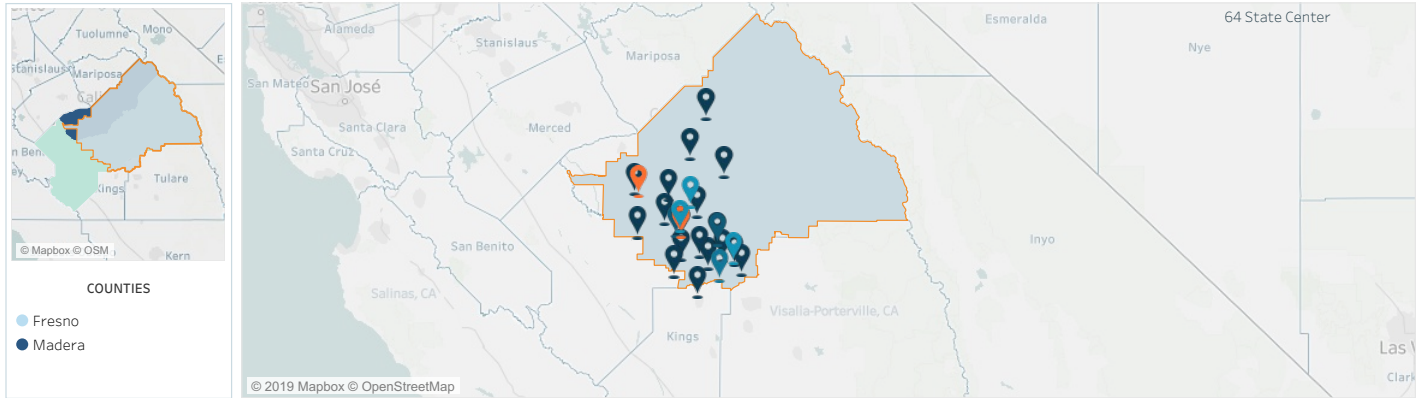 Tuolumne
Mono
Stanislaus
Mariposa
Tulare
Kings
Kern
© Mapbox © OSM
COUNTIES
Fresno
Madera
64 State Center
Alameda
Esmeralda
Stanislaus
Nye
Mariposa
San Mateo
San José
Santa Clara
Merced
Santa Cruz
San Benito
Inyo
Salinas, CA
Visalia-Porterville, CA
Kings
Las V
Clark
© 2019 Mapbox © OpenStreetMap